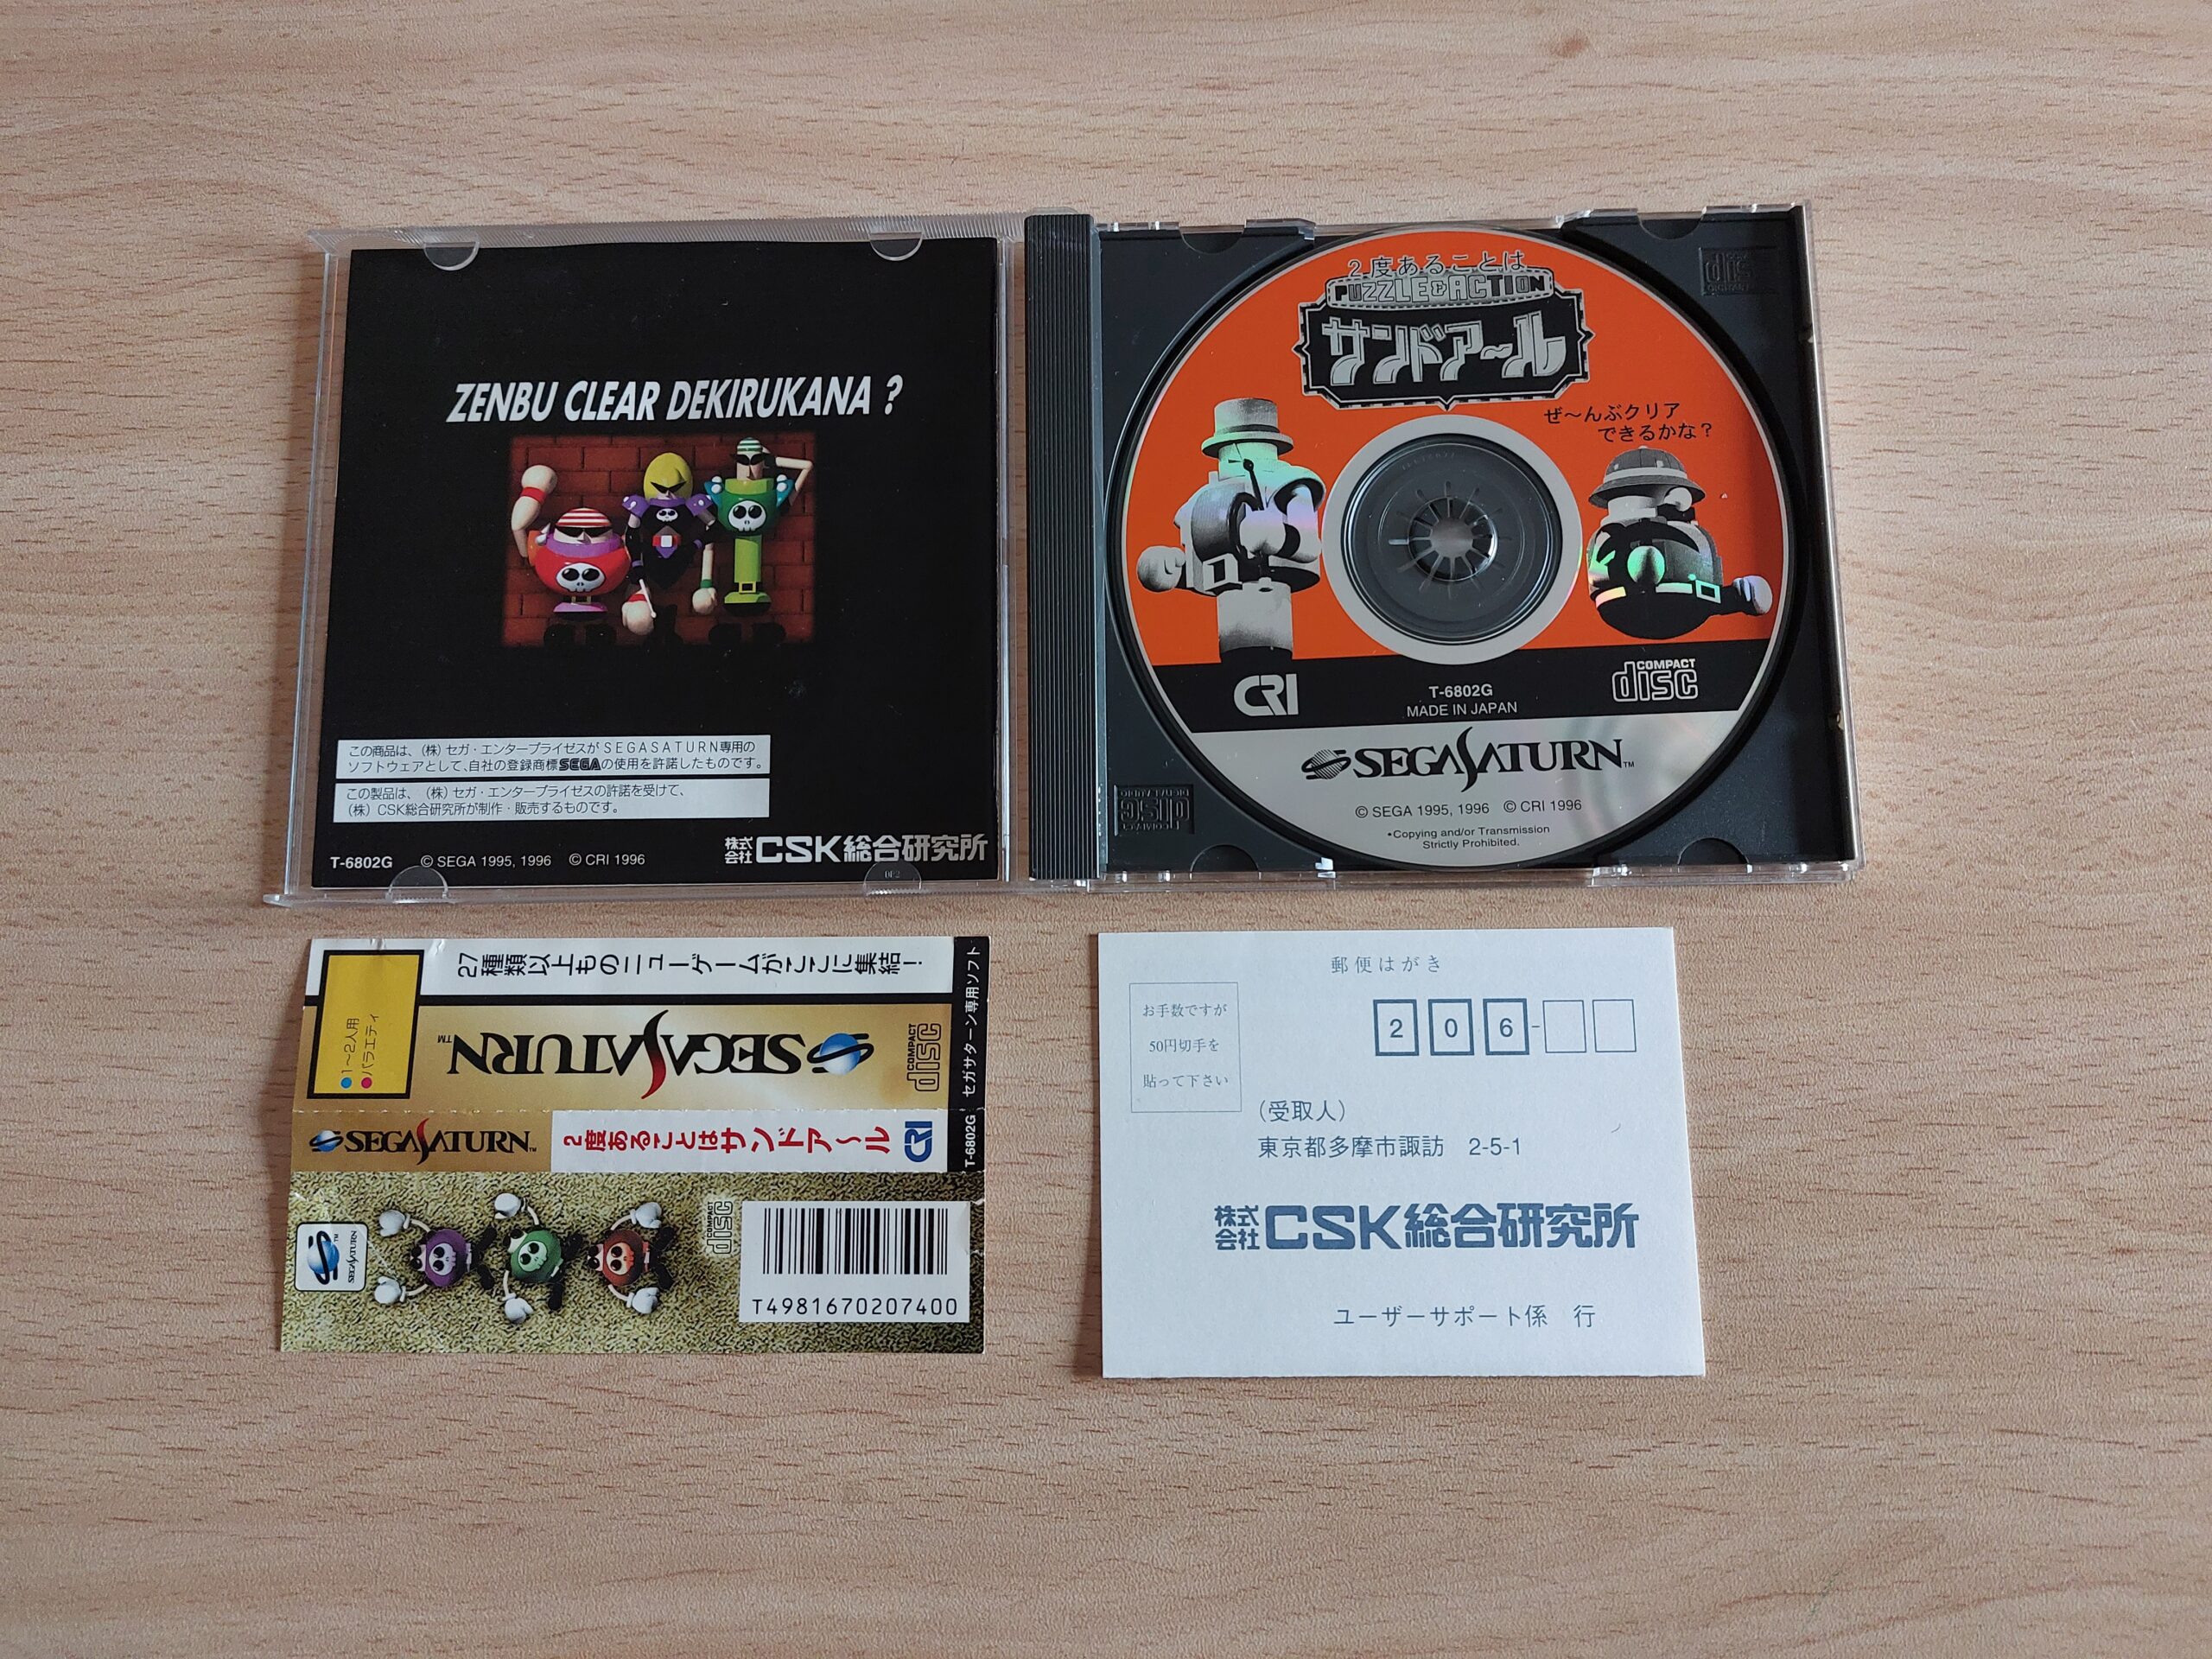 ZENBU CLEAR DEKIRUKANA ?
この商品は、(株) セガ・エンタープライゼスがSEGASATURN専用の
ソフトウェアとして、自社の登録商標SEGAの使用を許諾したものです。
この製品は、(株) セガ・エンタープライゼスの許諾を受けて、
(株) CSK総合研究所が制作・販売するものです。
株式会社CSK総合研究所
T-6802G © SEGA 1995, 1996 © CRI 1996
2度あることは
PUZZLE&ACTION
サンドアール
ぜ〜んぶクリア
できるかな?
CRI
T-6802G
MADE IN JAPAN
COMPACT
disc
SEGASATURN™
© SEGA 1995, 1996 © CRI 1996
•Copying and/or Transmission
Strictly Prohibited.
27種類以上ものニューゲームがここに集結!
●1〜2人用
●バラエティ
SEGASATURN™
COMPACT
disc
セガサターン専用ソフト
SEGASATURN™
2度あることはサンドア〜ル
CRI
T-6802G
SEGASATURN™
COMPACT
disc
T4981670207400
郵便はがき
お手数ですが
50円切手を
貼って下さい
206-
(受取人)
東京都多摩市諏訪 2-5-1
株式会社CSK総合研究所
ユーザーサポート係 行